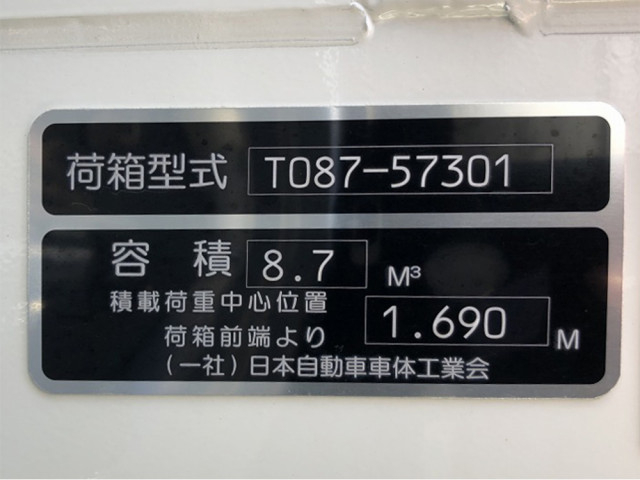 荷箱型式 T087-57301
容積 8.7 M³
積載荷重中心位置
荷箱前端より 1.690 M
(一社)日本自動車車体工業会